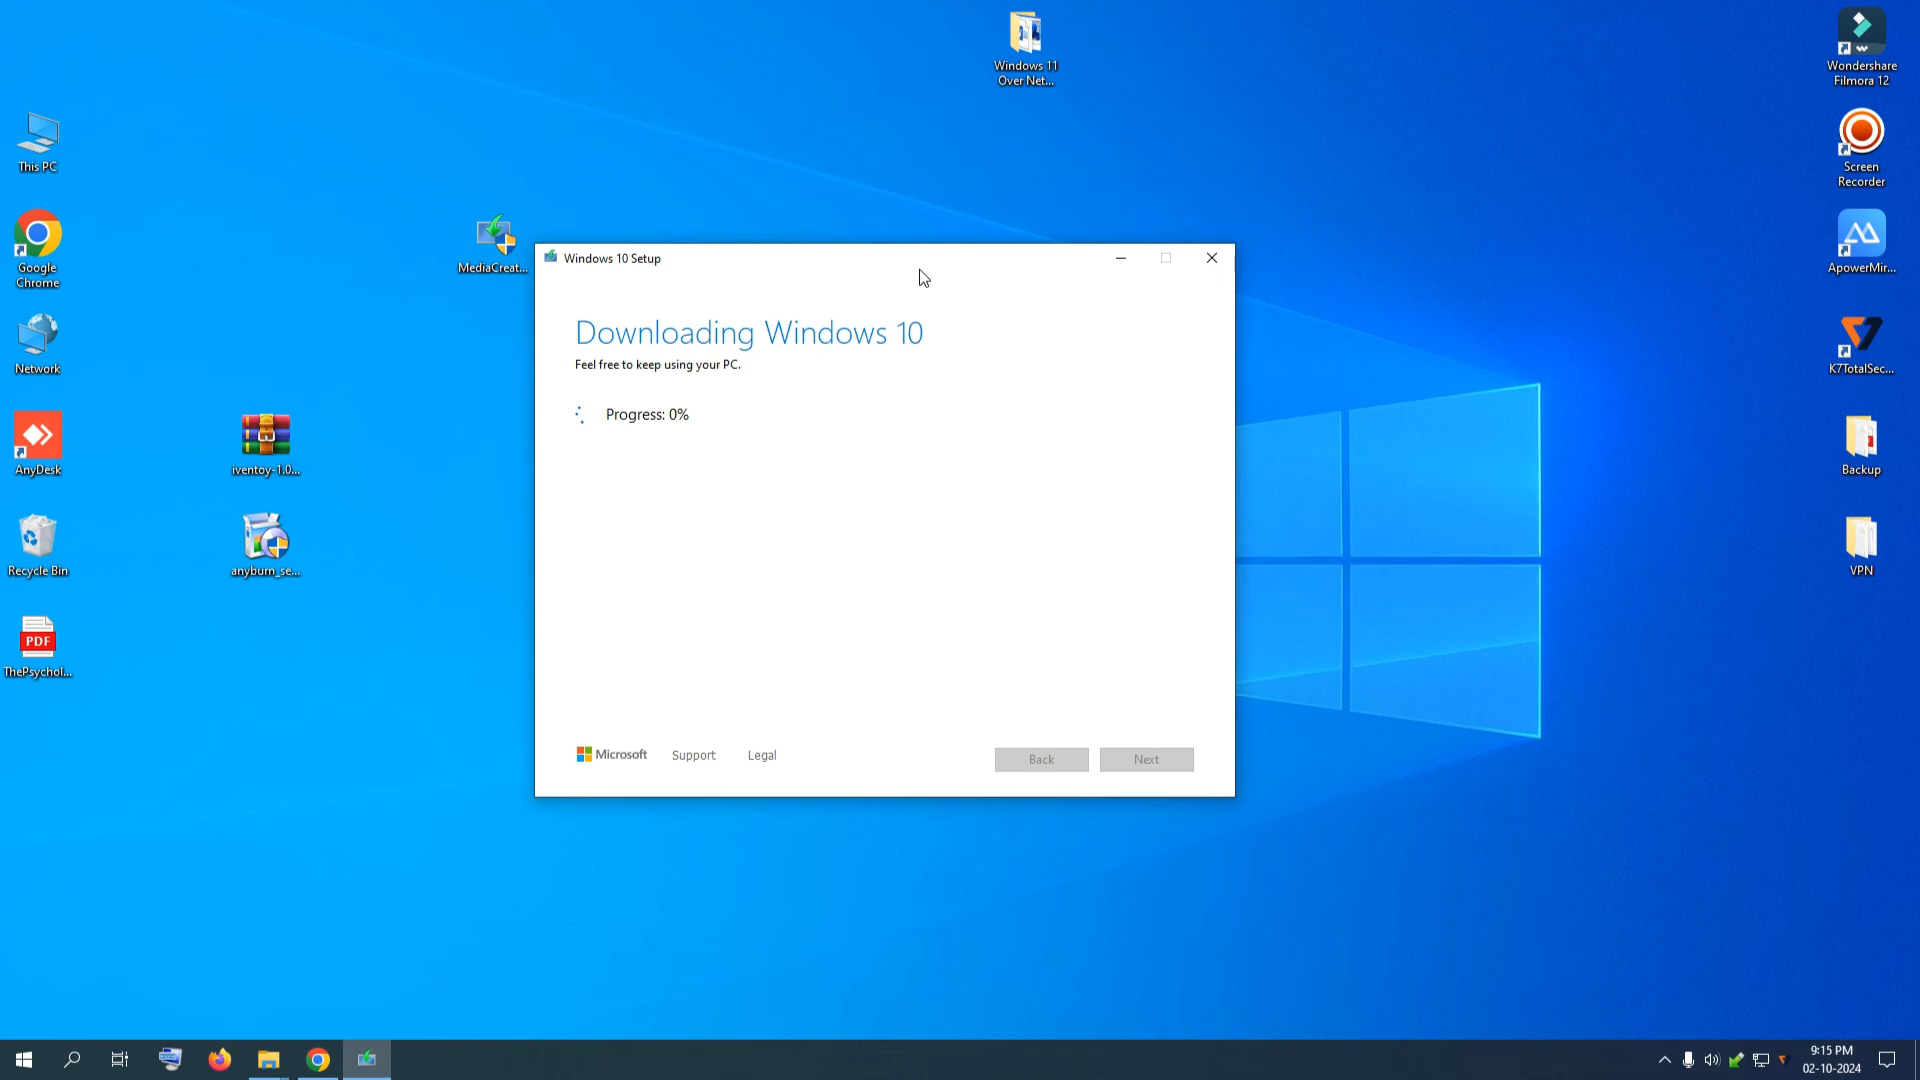 Windows 11
Over Net...
Wondershare
Filmora 12
This PC
Screen
Recorder
Google
Chrome
MediaCreat...
ApowerMir...
Windows 10 Setup
Downloading Windows 10
Feel free to keep using your PC.
Progress: 0%
Network
K7TotalSec...
AnyDesk
iventoy-1.0...
Backup
Recycle Bin
anyburn_se...
VPN
PDF
ThePsychol...
Microsoft
Support
Legal
Back
Next
9:15 PM
02-10-2024